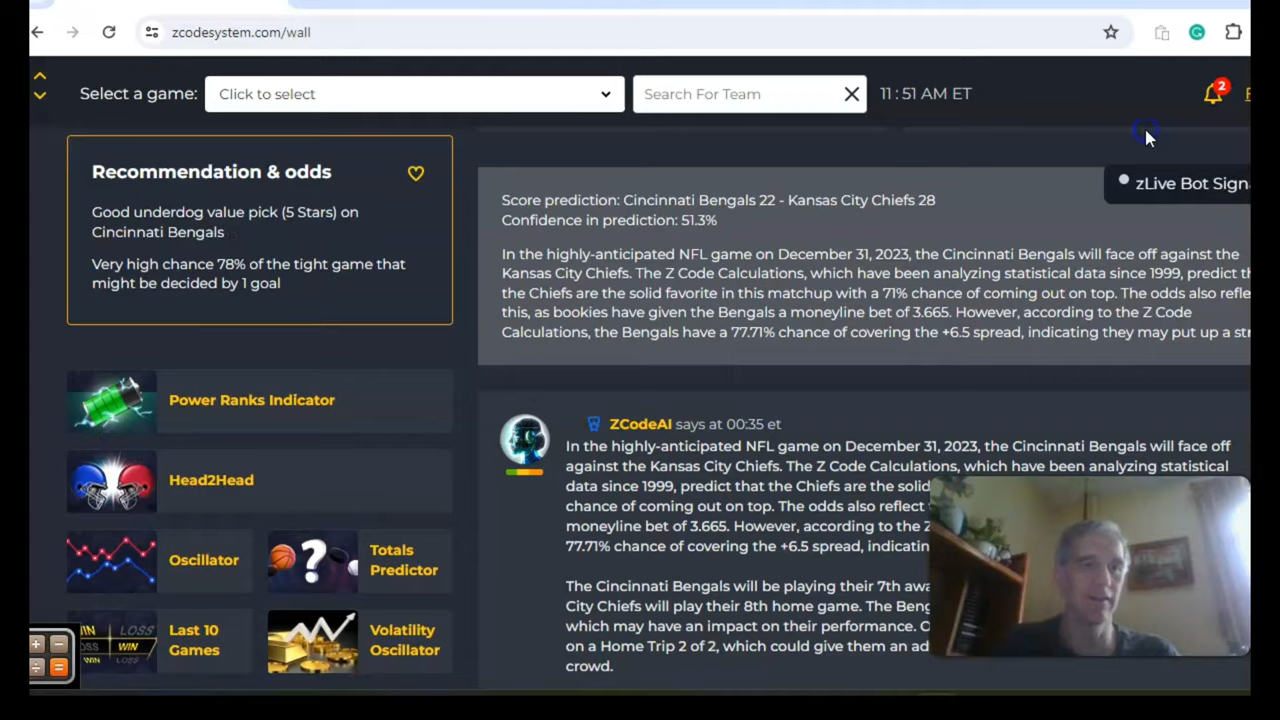 zcodesystem.com/wall
Select a game:
Click to select
Search For Team
11:51 AM ET
2
Recommendation & odds
Good underdog value pick (5 Stars) on
Cincinnati Bengals
Very high chance 78% of the tight game that
might be decided by 1 goal
Power Ranks Indicator
Head2Head
Oscillator
Totals
Predictor
Last 10
Games
Volatility
Oscillator
LOSS
WIN
zLive Bot Sign
Score prediction: Cincinnati Bengals 22 - Kansas City Chiefs 28
Confidence in prediction: 51.3%
In the highly-anticipated NFL game on December 31, 2023, the Cincinnati Bengals will face off against the
Kansas City Chiefs. The Z Code Calculations, which have been analyzing statistical data since 1999, predict th
the Chiefs are the solid favorite in this matchup with a 71% chance of coming out on top. The odds also refle
this, as bookies have given the Bengals a moneyline bet of 3.665. However, according to the Z Code
Calculations, the Bengals have a 77.71% chance of covering the +6.5 spread, indicating they may put up a str
ZCodeAI says at 00:35 et
In the highly-anticipated NFL game on December 31, 2023, the Cincinnati Bengals will face off
against the Kansas City Chiefs. The Z Code Calculations, which have been analyzing statistical
data since 1999, predict that the Chiefs are the solid
chance of coming out on top. The odds also reflect
moneyline bet of 3.665. However, according to the Z
77.71% chance of covering the +6.5 spread, indicatin
The Cincinnati Bengals will be playing their 7th awa
City Chiefs will play their 8th home game. The Beng
which may have an impact on their performance. C
on a Home Trip 2 of 2, which could give them an ad
crowd.